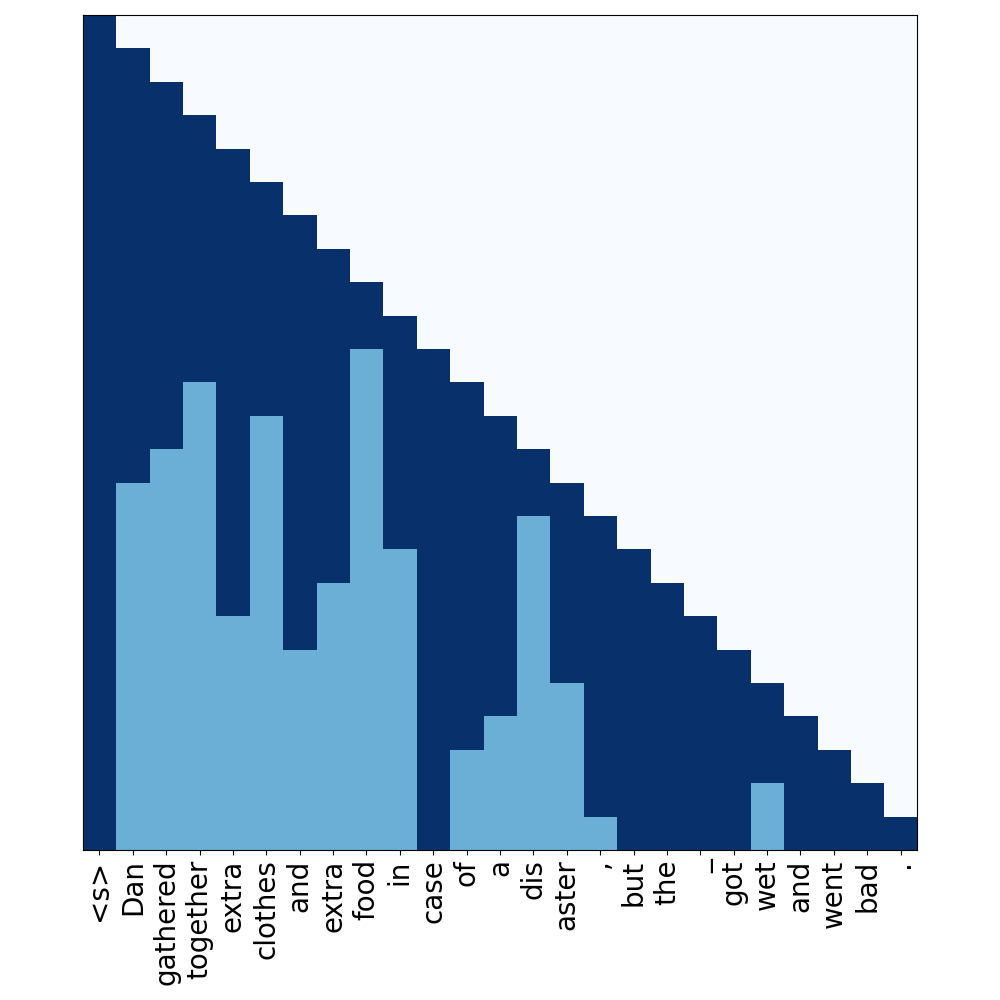 <s>
Dan
gathered
together
extra
clothes
and
extra
food
in
case
of
a
dis
aster
,
but
the
_
got
wet
and
went
bad
.